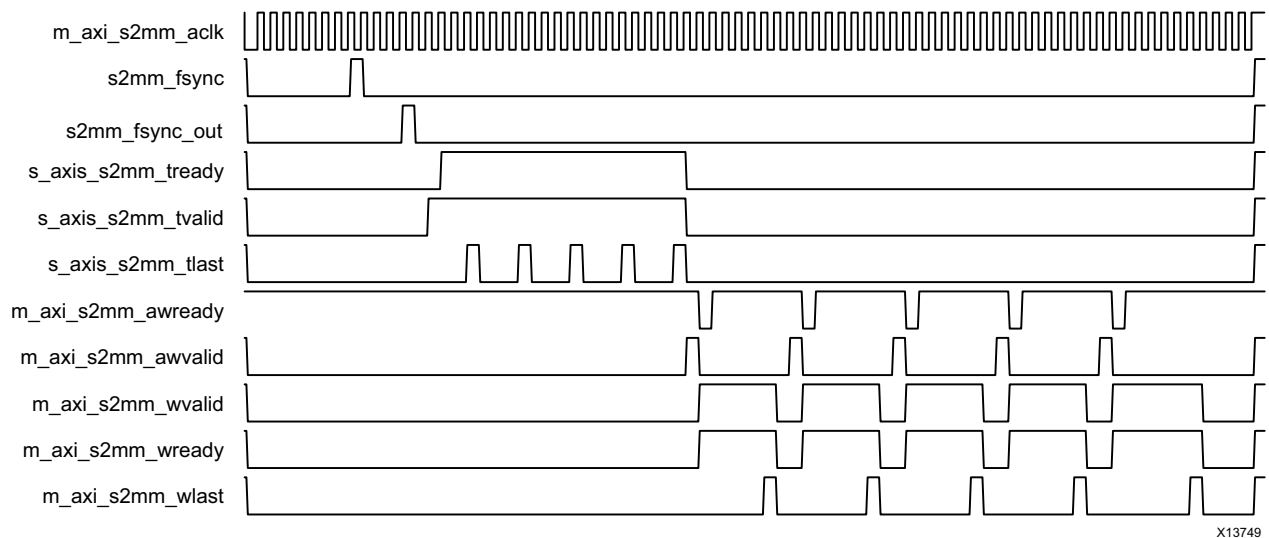 m_axi_s2mm_aclk
s2mm_fsync
s2mm_fsync_out
s_axis_s2mm_tready
s_axis_s2mm_tvalid
s_axis_s2mm_tlast
m_axi_s2mm_awready
m_axi_s2mm_awvalid
m_axi_s2mm_wvalid
m_axi_s2mm_wready
m_axi_s2mm_wlast
X13749